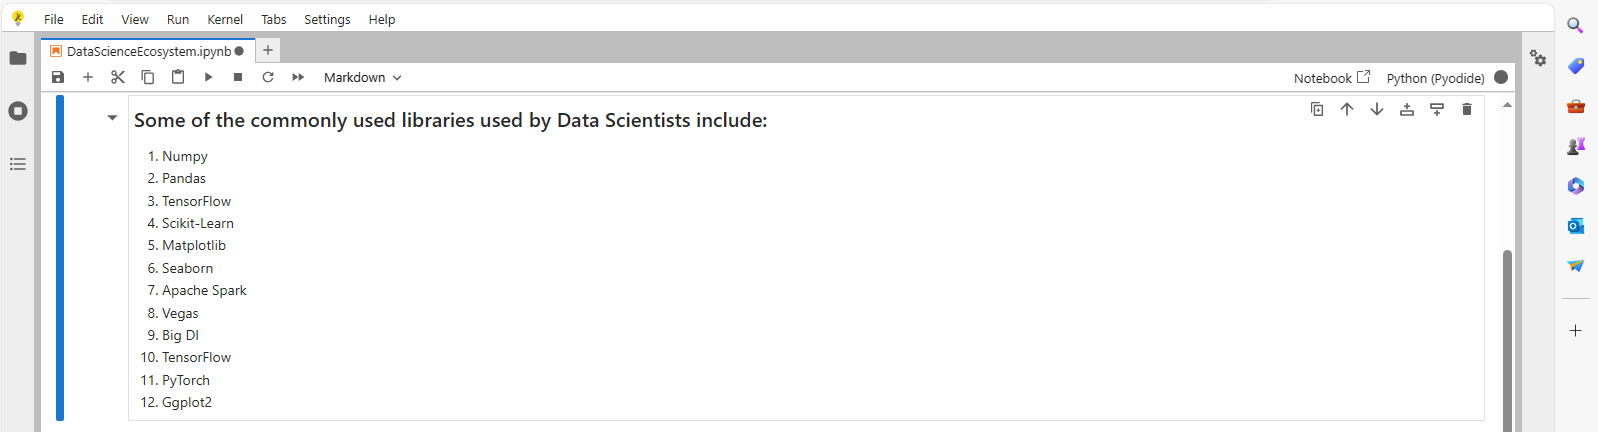 File Edit View Run Kernel Tabs Settings Help
DataScienceEcosystem.ipynb
Markdown
Notebook Python (Pyodide)
Some of the commonly used libraries used by Data Scientists include:
1. Numpy
2. Pandas
3. TensorFlow
4. Scikit-Learn
5. Matplotlib
6. Seaborn
7. Apache Spark
8. Vegas
9. Big Dl
10. TensorFlow
11. PyTorch
12. Ggplot2